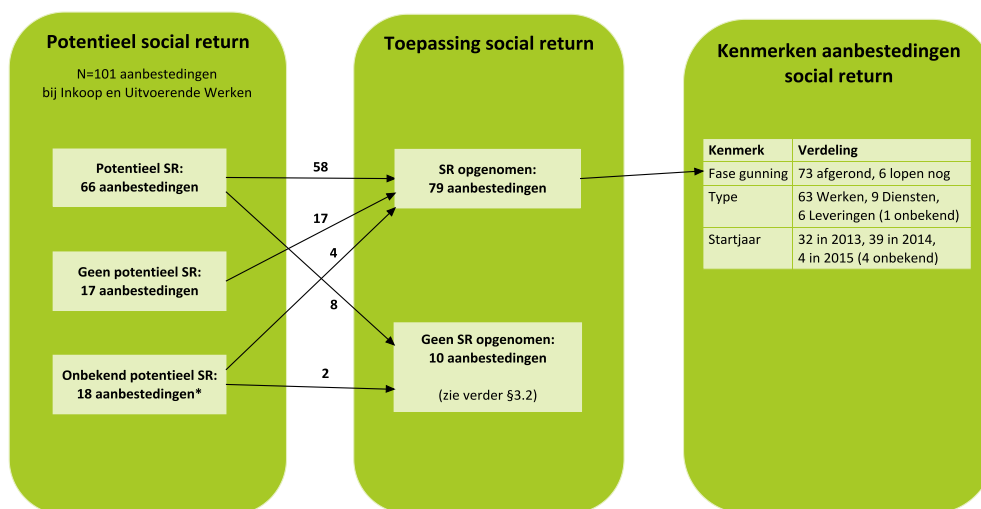 Potentieel social return
N=101 aanbestedingen
bij Inkoop en Uitvoerende Werken
Potentieel SR:
66 aanbestedingen
Geen potentieel SR:
17 aanbestedingen
Onbekend potentieel SR:
18 aanbestedingen*
58
17
4
8
2
Toepassing social return
SR opgenomen:
79 aanbestedingen
Geen SR opgenomen:
10 aanbestedingen
(zie verder §3.2)
Kenmerken aanbestedingen
social return
Kenmerk Verdeling
Fase gunning 73 afgerond, 6 lopen nog
Type 63 Werken, 9 Diensten,
6 Leveringen (1 onbekend)
Startjaar 32 in 2013, 39 in 2014,
4 in 2015 (4 onbekend)